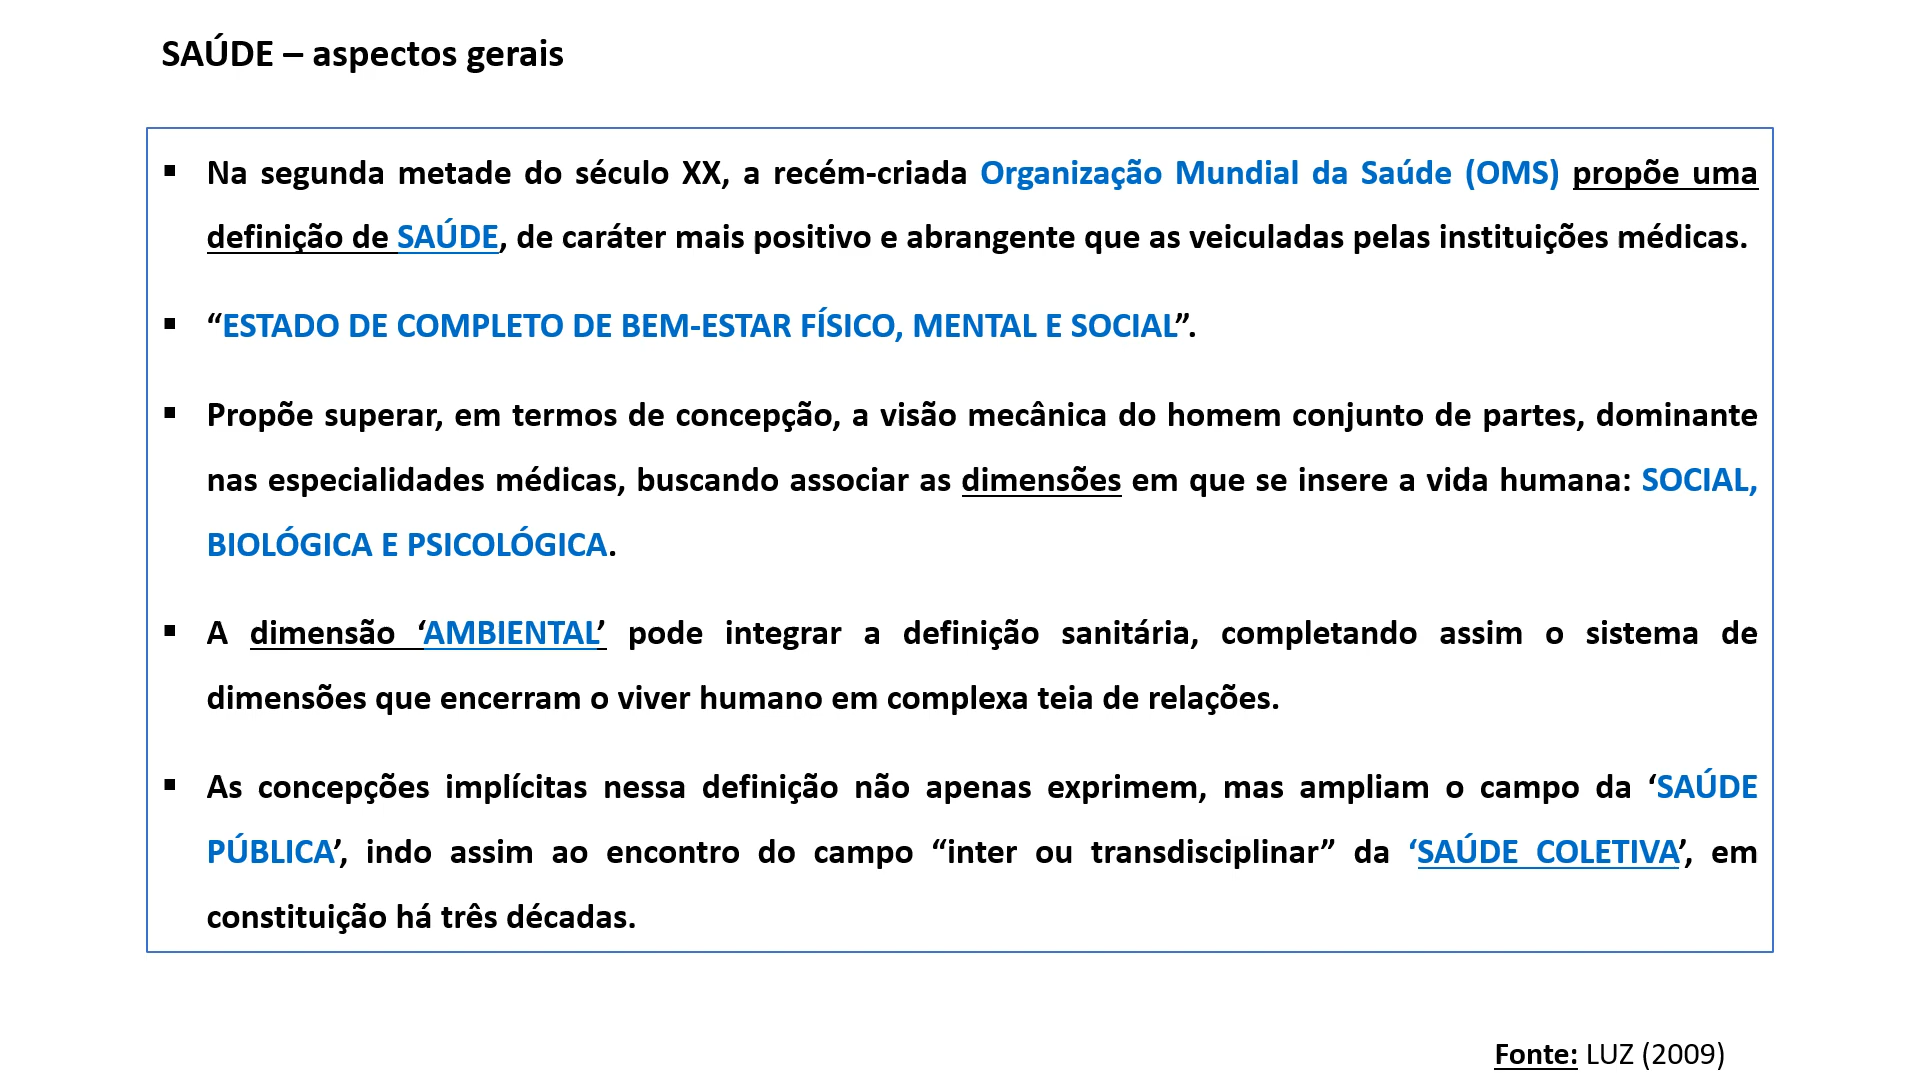 SAÚDE – aspectos gerais
▪ Na segunda metade do século XX, a recém-criada Organização Mundial da Saúde (OMS) propõe uma
definição de SAÚDE, de caráter mais positivo e abrangente que as veiculadas pelas instituições médicas.
▪ “ESTADO DE COMPLETO DE BEM-ESTAR FÍSICO, MENTAL E SOCIAL”.
▪ Propõe superar, em termos de concepção, a visão mecânica do homem conjunto de partes, dominante
nas especialidades médicas, buscando associar as dimensões em que se insere a vida humana: SOCIAL,
BIOLÓGICA E PSICOLÓGICA.
▪ A dimensão ‘AMBIENTAL’ pode integrar a definição sanitária, completando assim o sistema de
dimensões que encerram o viver humano em complexa teia de relações.
▪ As concepções implícitas nessa definição não apenas exprimem, mas ampliam o campo da ‘SAÚDE
PÚBLICA’, indo assim ao encontro do campo “inter ou transdisciplinar” da ‘SAÚDE COLETIVA’, em
constituição há três décadas.
Fonte: LUZ (2009)